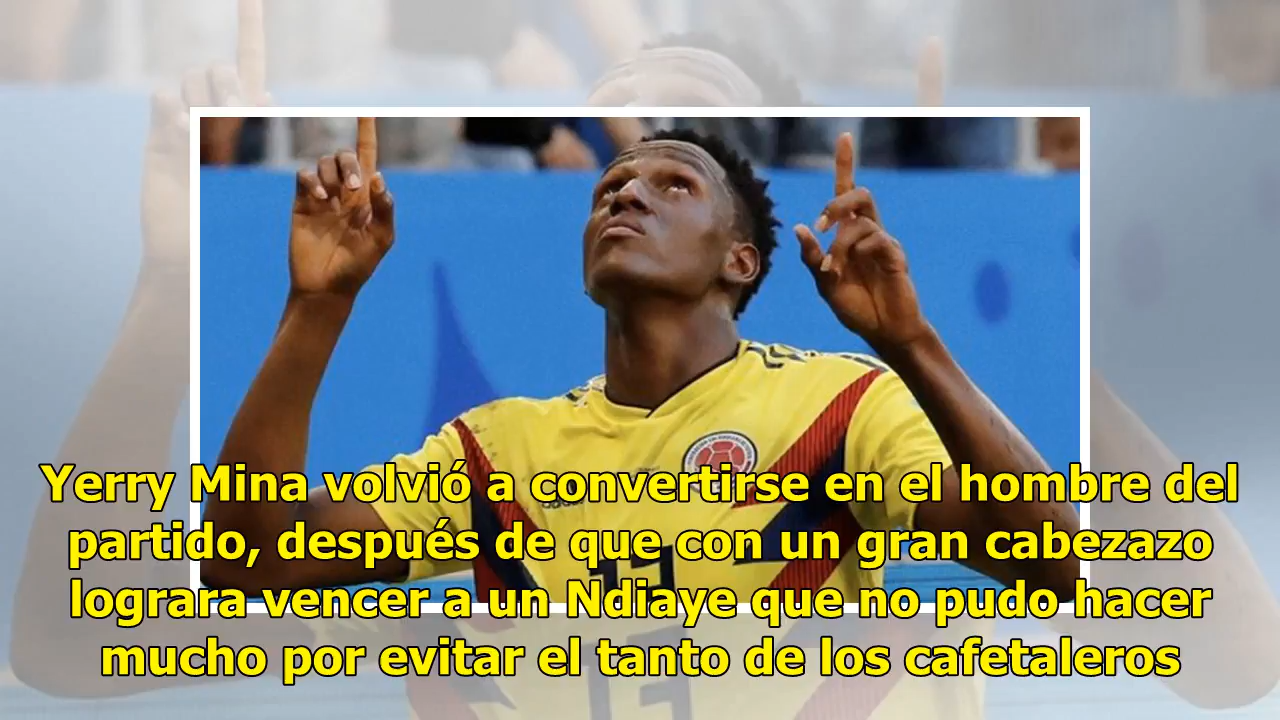 Yerry Mina volvió a convertirse en el hombre del
partido, después de que con un gran cabezazo
lograra vencer a un Ndiaye que no pudo hacer
mucho por evitar el tanto de los cafetaleros